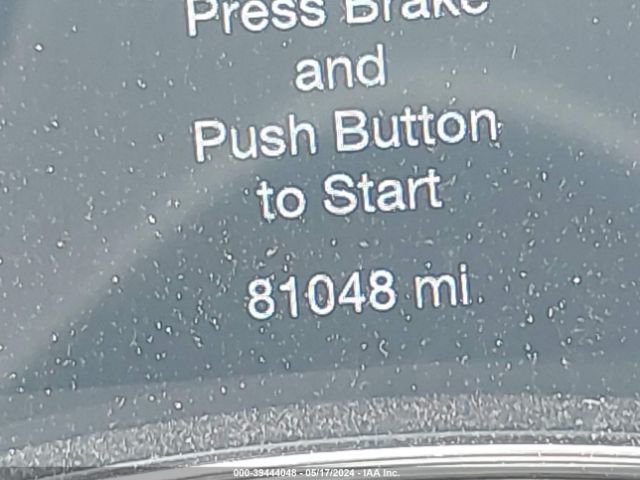 Press Brake
and
Push Button
to Start
81048 mi
000-39444048 - 05/17/2024 - IAA Inc.